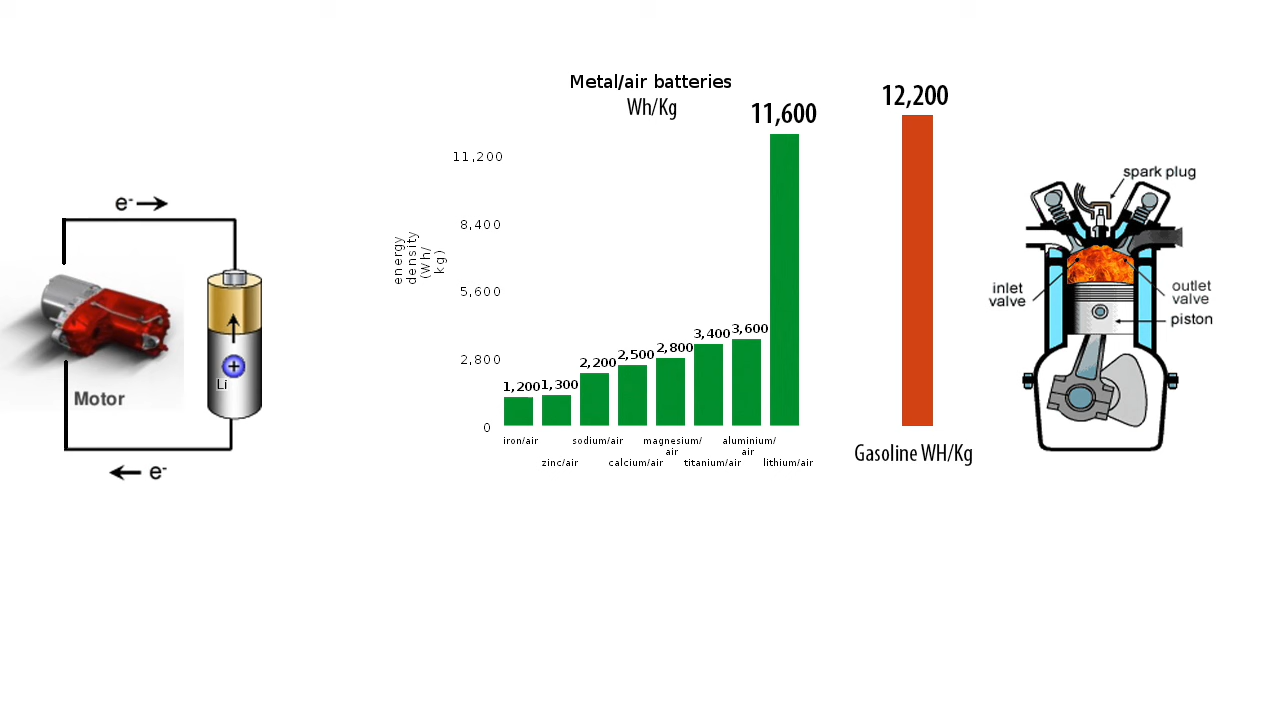 Metal/air batteries
Wh/Kg
11,600
12,200
11,200
8,400
5,600
2,800
0
energy
density
(Wh/
kg)
1,200
1,300
2,200
2,500
2,800
3,400
3,600
iron/air
zinc/air
sodium/air
calcium/air
magnesium/
air
titanium/air
aluminium/
air
lithium/air
Gasoline WH/Kg
e- →
Li
+
Motor
← e-
spark plug
inlet
valve
outlet
valve
piston